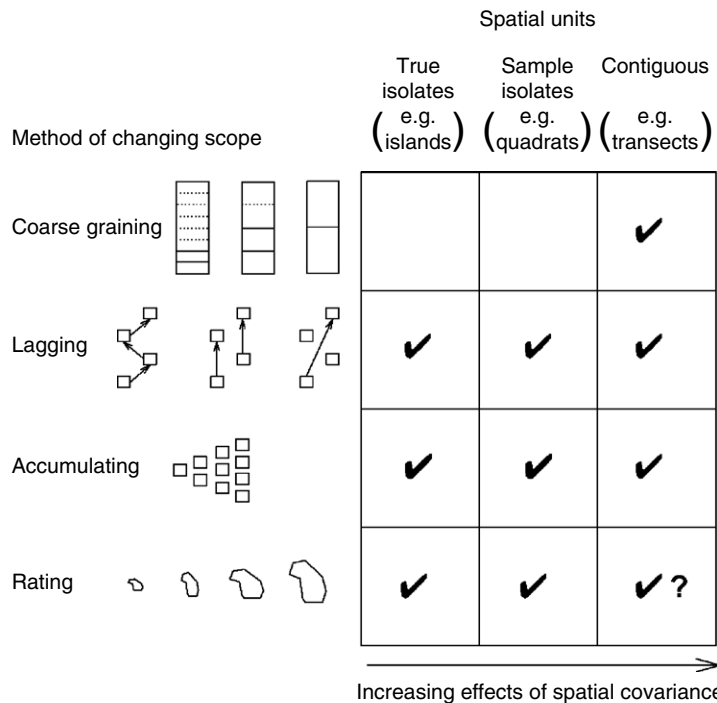 Spatial units
True isolates (e.g. islands)
Sample isolates (e.g. quadrats)
Contiguous (e.g. transects)
Method of changing scope
Coarse graining
Lagging
Accumulating
Rating
?
Increasing effects of spatial covariance